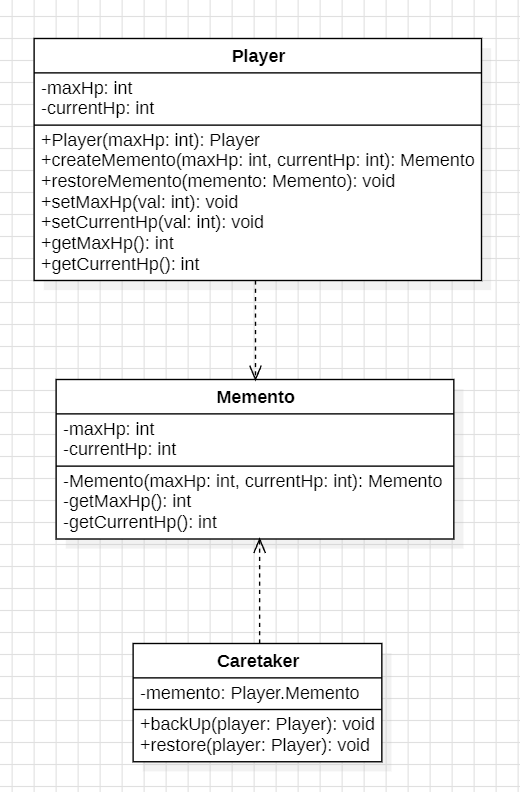 Player
-maxHp: int
-currentHp: int
+Player(maxHp: int): Player
+createMemento(maxHp: int, currentHp: int): Memento
+restoreMemento(memento: Memento): void
+setMaxHp(val: int): void
+setCurrentHp(val: int): void
+getMaxHp(): int
+getCurrentHp(): int
Memento
-maxHp: int
-currentHp: int
-Memento(maxHp: int, currentHp: int): Memento
-getMaxHp(): int
-getCurrentHp(): int
Caretaker
-memento: Player.Memento
+backUp(player: Player): void
+restore(player: Player): void